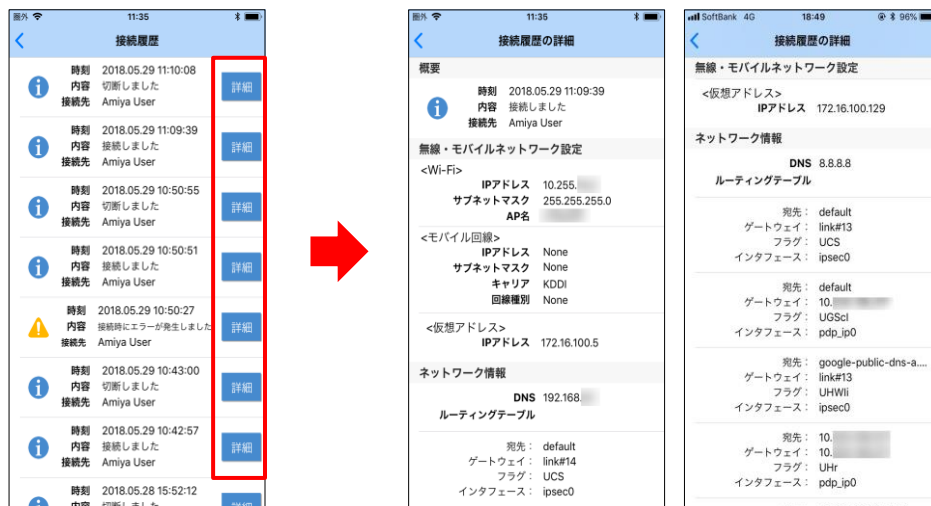 圏外 11:35
接続履歴
時刻 2018.05.29 11:10:08
内容 切断しました
接続先 Amiya User
詳細
時刻 2018.05.29 11:09:39
内容 接続しました
接続先 Amiya User
詳細
時刻 2018.05.29 10:50:55
内容 切断しました
接続先 Amiya User
詳細
時刻 2018.05.29 10:50:51
内容 接続しました
接続先 Amiya User
詳細
時刻 2018.05.29 10:50:27
内容 接続時にエラーが発生しました
接続先 Amiya User
詳細
時刻 2018.05.29 10:43:00
内容 切断しました
接続先 Amiya User
詳細
時刻 2018.05.29 10:42:57
内容 接続しました
接続先 Amiya User
詳細
時刻 2018.05.28 15:52:12
内容 切断しました
詳細
圏外 11:35
接続履歴の詳細
概要
時刻 2018.05.29 11:09:39
内容 接続しました
接続先 Amiya User
無線・モバイルネットワーク設定
<Wi-Fi>
IPアドレス 10.255.
サブネットマスク 255.255.255.0
AP名
<モバイル回線>
IPアドレス None
サブネットマスク None
キャリア KDDI
回線種別 None
<仮想アドレス>
IPアドレス 172.16.100.5
ネットワーク情報
DNS 192.168.
ルーティングテーブル
宛先： default
ゲートウェイ： link#14
フラグ： UCS
インタフェース： ipsec0
SoftBank 4G 18:49 96%
接続履歴の詳細
無線・モバイルネットワーク設定
<仮想アドレス>
IPアドレス 172.16.100.129
ネットワーク情報
DNS 8.8.8.8
ルーティングテーブル
宛先： default
ゲートウェイ： link#13
フラグ： UCS
インタフェース： ipsec0
宛先： default
ゲートウェイ： 10.
フラグ： UGScI
インタフェース： pdp_ip0
宛先： google-public-dns-a....
ゲートウェイ： link#13
フラグ： UHWIi
インタフェース： ipsec0
宛先： 10.
ゲートウェイ： 10.
フラグ： UHr
インタフェース： pdp_ip0